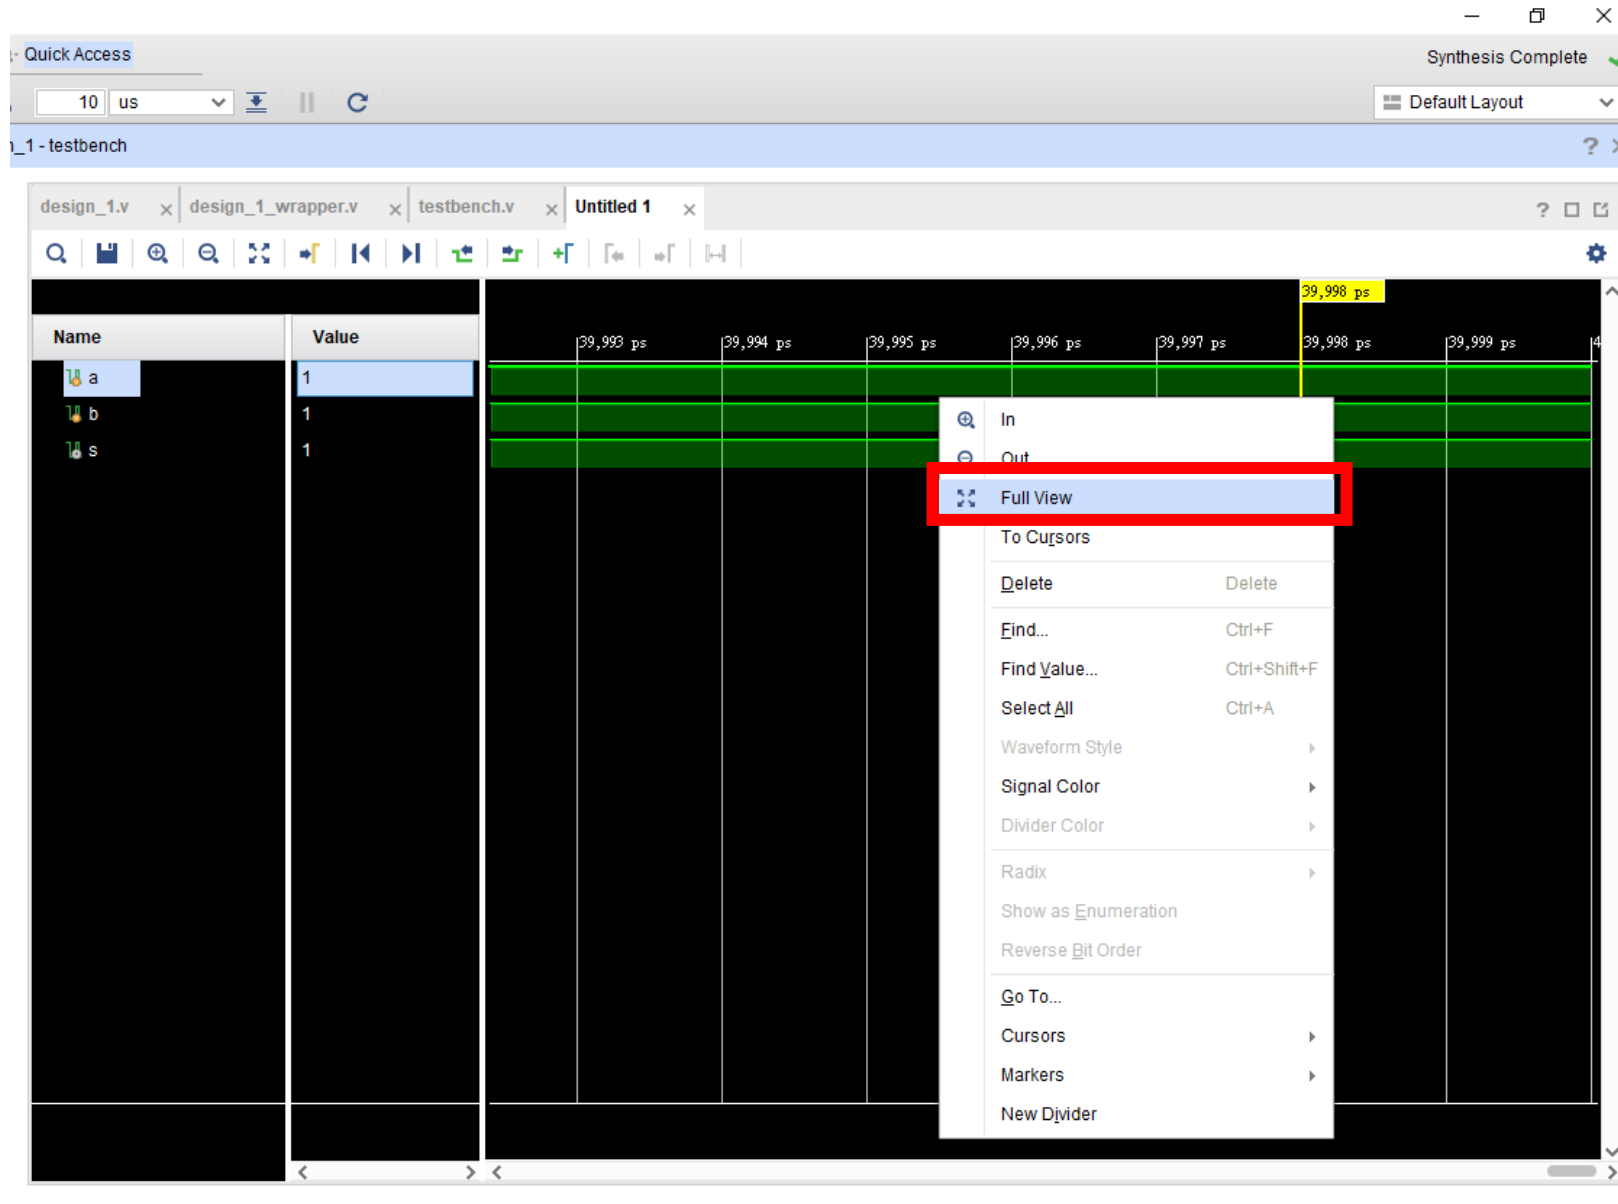 Quick Access
Synthesis Complete
10 us
Default Layout
_1 - testbench
design_1.v design_1_wrapper.v testbench.v Untitled 1
39,998 ps
Name Value
39,993 ps 39,994 ps 39,995 ps 39,996 ps 39,997 ps 39,998 ps 39,999 ps 4
a 1
b 1
s 1
In
Out
Full View
To Cursors
Delete Delete
Find... Ctrl+F
Find Value... Ctrl+Shift+F
Select All Ctrl+A
Waveform Style
Signal Color
Divider Color
Radix
Show as Enumeration
Reverse Bit Order
Go To...
Cursors
Markers
New Divider